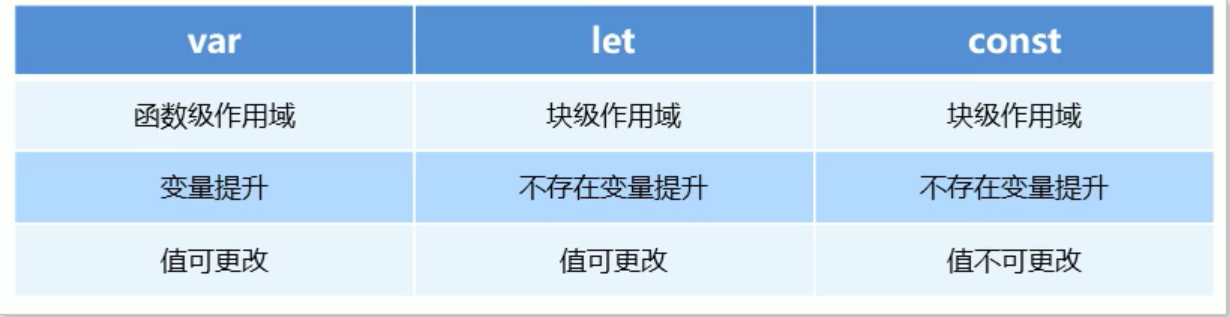 var let const
函数级作用域 块级作用域 块级作用域
变量提升 不存在变量提升 不存在变量提升
值可更改 值可更改 值不可更改